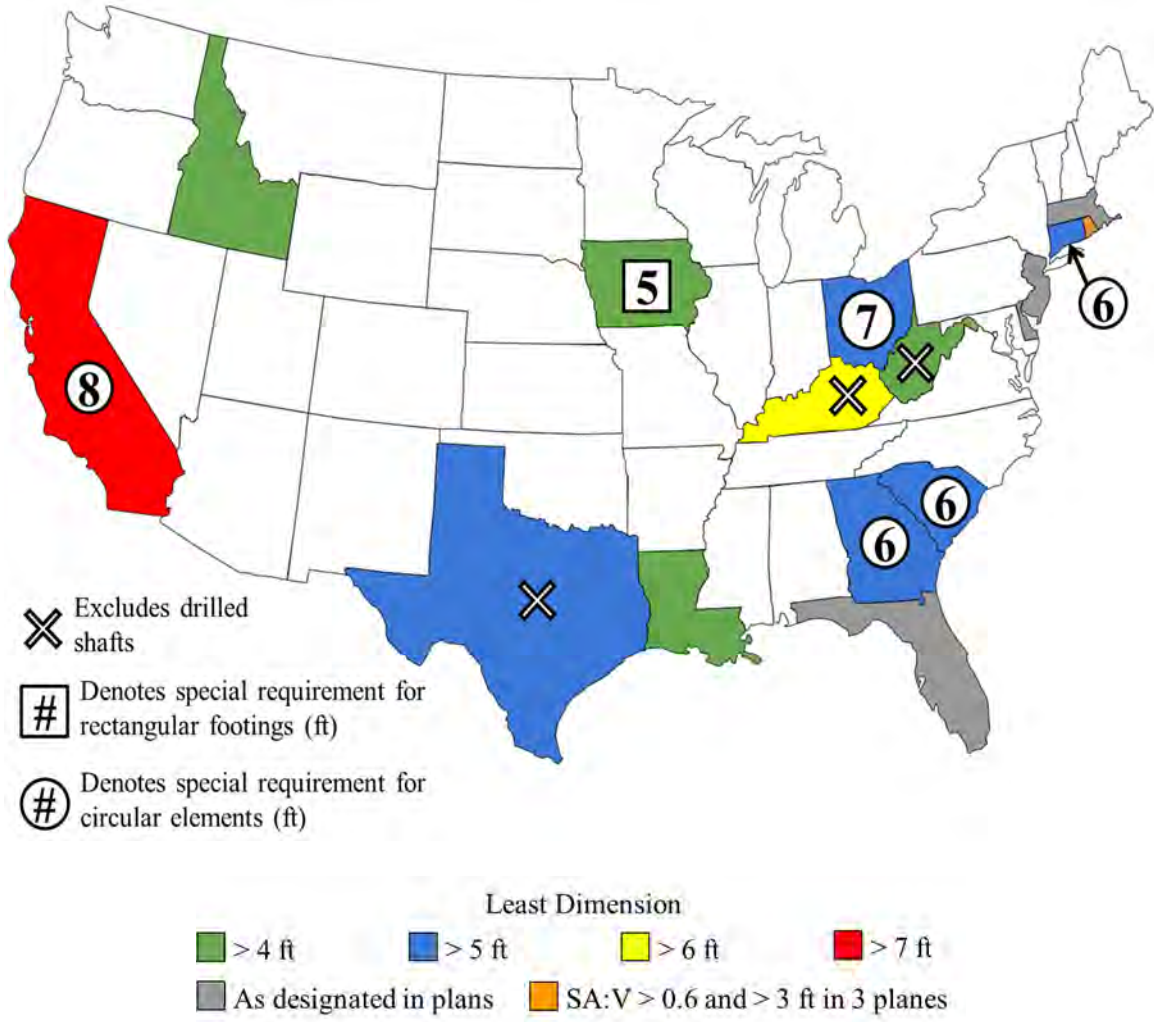 5
7
6
8
6
6
Excludes drilled
shafts
# Denotes special requirement for
rectangular footings (ft)
# Denotes special requirement for
circular elements (ft)
Least Dimension
> 4 ft > 5 ft > 6 ft > 7 ft
As designated in plans SA:V > 0.6 and > 3 ft in 3 planes